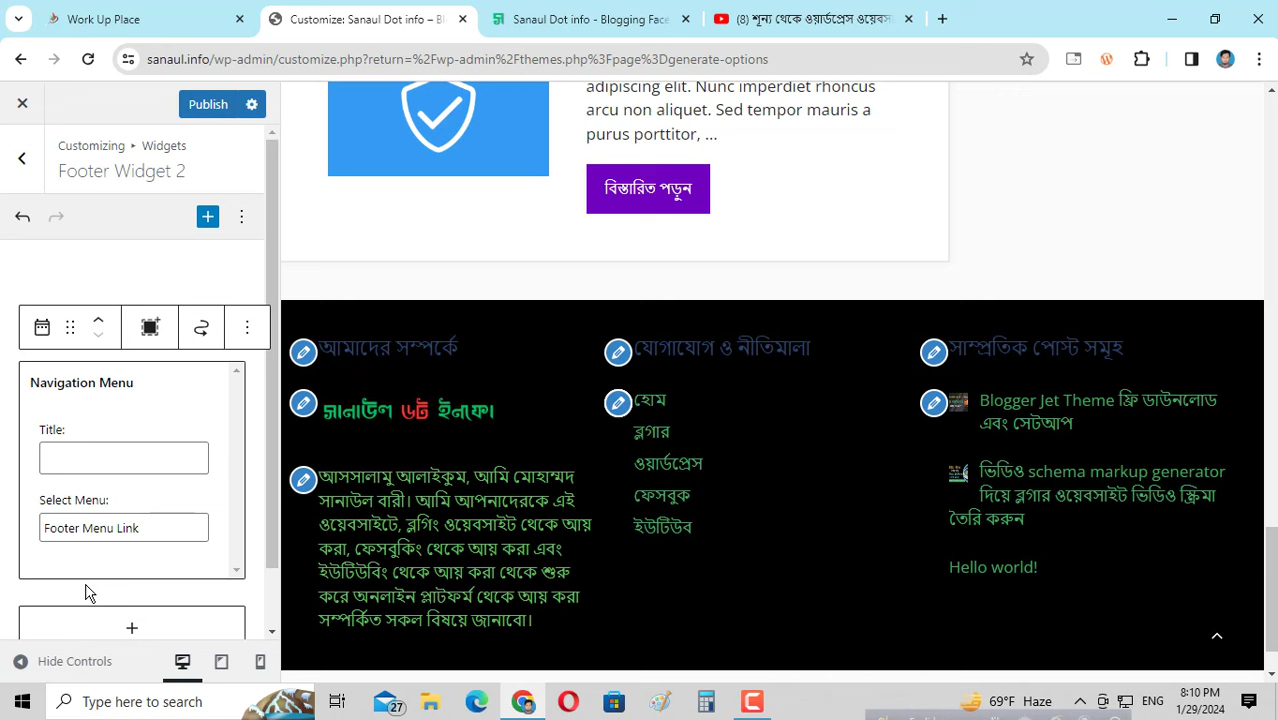 Work Up Place
Customize: Sanaul Dot info – Bl
Sanaul Dot info - Blogging Face
(8) শূন্য থেকে ওয়ার্ডপ্রেস ওয়েবস
sanaul.info/wp-admin/customize.php?return=%2Fwp-admin%2Fthemes.php%3Fpage%3Dgenerate-options
Publish
Customizing ▸ Widgets
Footer Widget 2
Navigation Menu
Title:
Select Menu:
Footer Menu Link
Hide Controls
adipiscing elit. Nunc imperdiet rhoncus
arcu non aliquet. Sed tempor mauris a
purus porttitor, ...
বিস্তারিত পড়ুন
আমাদের সম্পর্কে
সানাউল ডট ইনফো
আসসালামু আলাইকুম, আমি মোহাম্মদ
সানাউল বারী। আমি আপনাদেরকে এই
ওয়েবসাইটে, ব্লগিং ওয়েবসাইট থেকে আয়
করা, ফেসবুকিং থেকে আয় করা এবং
ইউটিউবিং থেকে আয় করা থেকে শুরু
করে অনলাইন প্লাটফর্ম থেকে আয় করা
সম্পর্কিত সকল বিষয়ে জানাবো।
যোগাযোগ ও নীতিমালা
হোম
ব্লগার
ওয়ার্ডপ্রেস
ফেসবুক
ইউটিউব
সাম্প্রতিক পোস্ট সমূহ
Blogger Jet Theme ফ্রি ডাউনলোড
এবং সেটআপ
ভিডিও schema markup generator
দিয়ে ব্লগার ওয়েবসাইট ভিডিও স্ক্রিমা
তৈরি করুন
Hello world!
Type here to search
27
69°F Haze
ENG
8:10 PM
1/29/2024